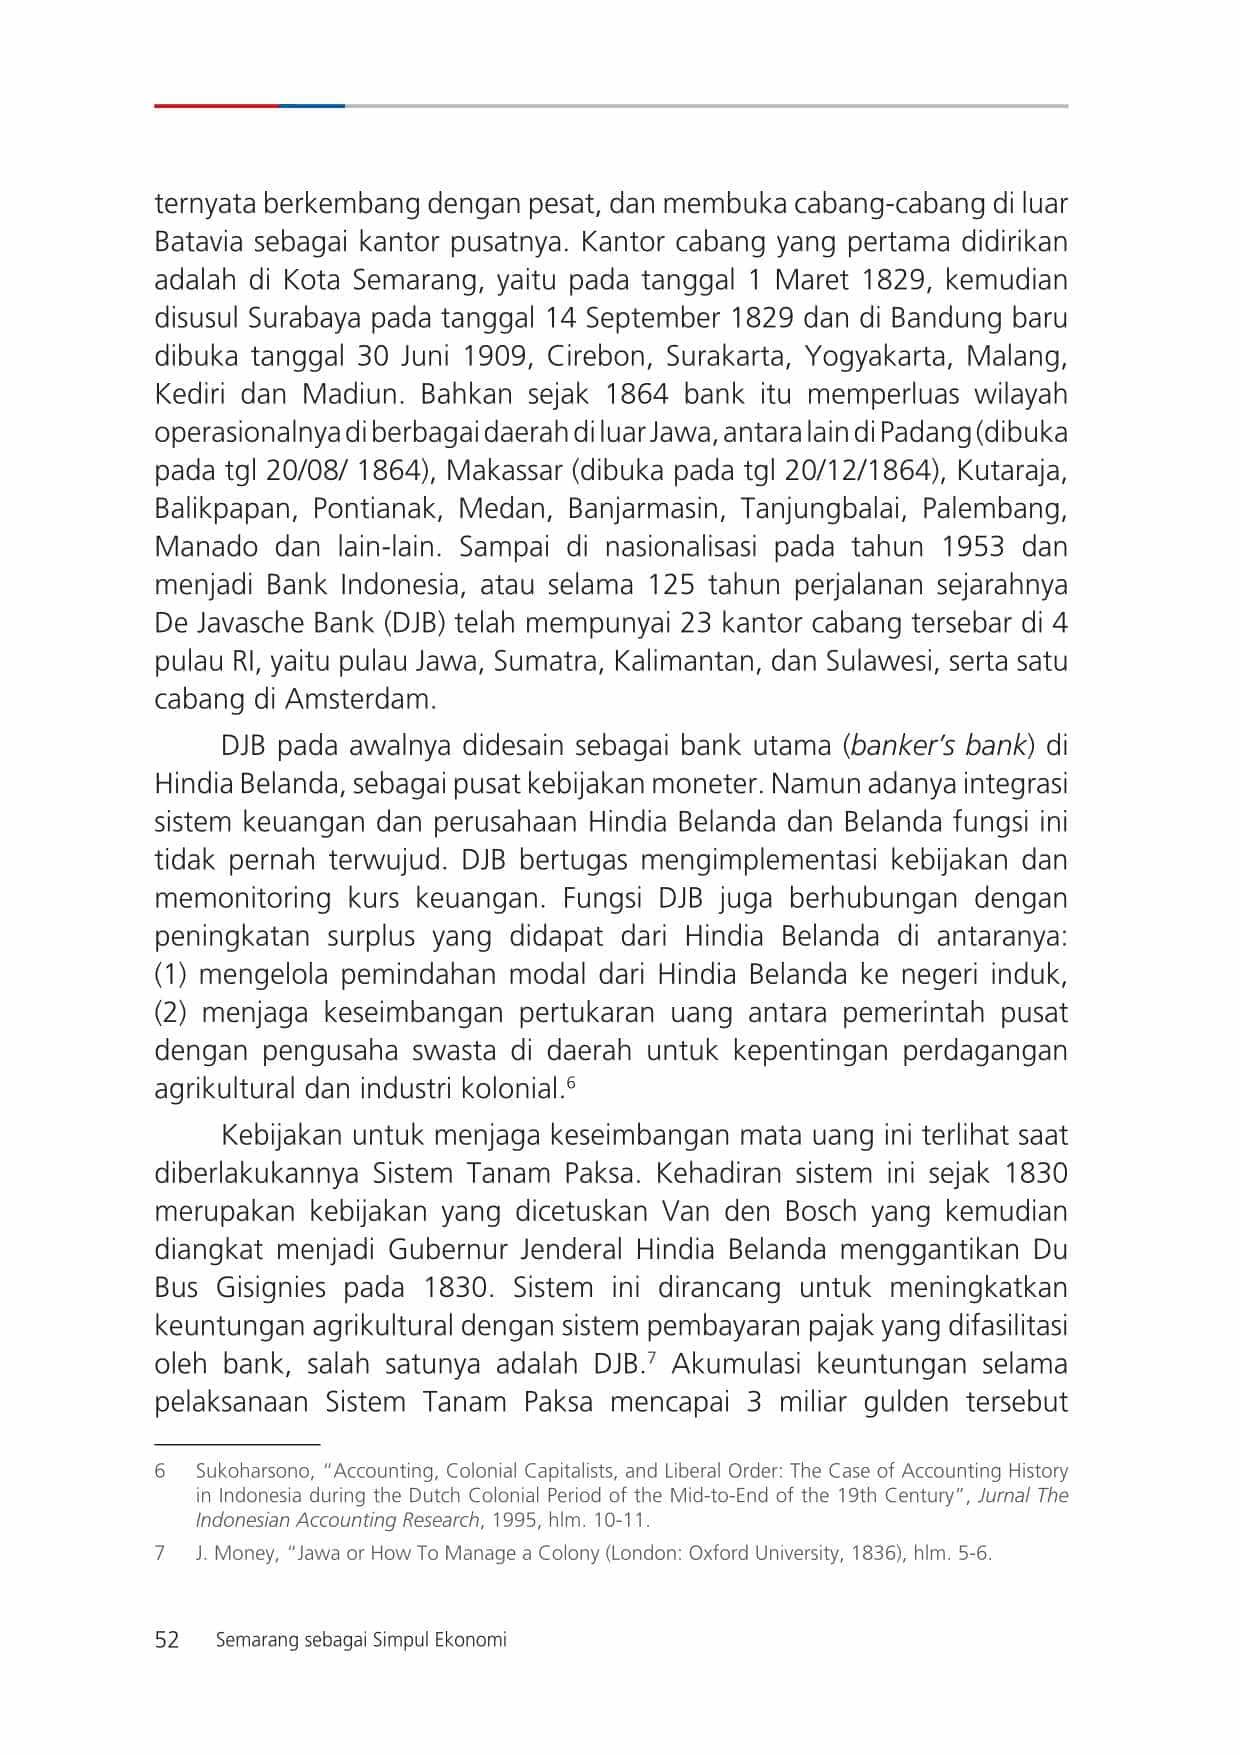 ternyata berkembang dengan pesat, dan membuka cabang-cabang di luar
Batavia sebagai kantor pusatnya. Kantor cabang yang pertama didirikan
adalah di Kota Semarang, yaitu pada tanggal 1 Maret 1829, kemudian
disusul Surabaya pada tanggal 14 September 1829 dan di Bandung baru
dibuka tanggal 30 Juni 1909, Cirebon, Surakarta, Yogyakarta, Malang,
Kediri dan Madiun. Bahkan sejak 1864 bank itu memperluas wilayah
operasionalnya di berbagai daerah di luar Jawa, antara lain di Padang (dibuka
pada tgl 20/08/ 1864), Makassar (dibuka pada tgl 20/12/1864), Kutaraja,
Balikpapan, Pontianak, Medan, Banjarmasin, Tanjungbalai, Palembang,
Manado dan lain-lain. Sampai di nasionalisasi pada tahun 1953 dan
menjadi Bank Indonesia, atau selama 125 tahun perjalanan sejarahnya
De Javasche Bank (DJB) telah mempunyai 23 kantor cabang tersebar di 4
pulau RI, yaitu pulau Jawa, Sumatra, Kalimantan, dan Sulawesi, serta satu
cabang di Amsterdam.
DJB pada awalnya didesain sebagai bank utama (banker’s bank) di
Hindia Belanda, sebagai pusat kebijakan moneter. Namun adanya integrasi
sistem keuangan dan perusahaan Hindia Belanda dan Belanda fungsi ini
tidak pernah terwujud. DJB bertugas mengimplementasi kebijakan dan
memonitoring kurs keuangan. Fungsi DJB juga berhubungan dengan
peningkatan surplus yang didapat dari Hindia Belanda di antaranya:
(1) mengelola pemindahan modal dari Hindia Belanda ke negeri induk,
(2) menjaga keseimbangan pertukaran uang antara pemerintah pusat
dengan pengusaha swasta di daerah untuk kepentingan perdagangan
agrikultural dan industri kolonial.6
Kebijakan untuk menjaga keseimbangan mata uang ini terlihat saat
diberlakukannya Sistem Tanam Paksa. Kehadiran sistem ini sejak 1830
merupakan kebijakan yang dicetuskan Van den Bosch yang kemudian
diangkat menjadi Gubernur Jenderal Hindia Belanda menggantikan Du
Bus Gisignies pada 1830. Sistem ini dirancang untuk meningkatkan
keuntungan agrikultural dengan sistem pembayaran pajak yang difasilitasi
oleh bank, salah satunya adalah DJB.7 Akumulasi keuntungan selama
pelaksanaan Sistem Tanam Paksa mencapai 3 miliar gulden tersebut
6 Sukoharsono, “Accounting, Colonial Capitalists, and Liberal Order: The Case of Accounting History
in Indonesia during the Dutch Colonial Period of the Mid-to-End of the 19th Century”, Jurnal The
Indonesian Accounting Research, 1995, hlm. 10-11.
7 J. Money, “Jawa or How To Manage a Colony (London: Oxford University, 1836), hlm. 5-6.
52 Semarang sebagai Simpul Ekonomi